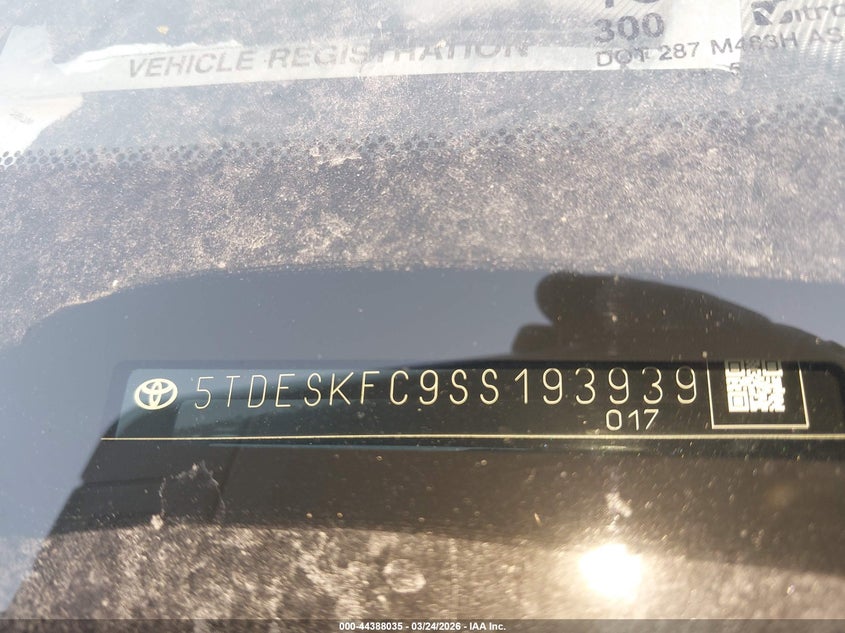 300
VEHICLE REGISTRATION
DOT 287 M463H AS
5TDESKFC9SS193939
017
000-44388035 - 03/24/2026 - IAA Inc.